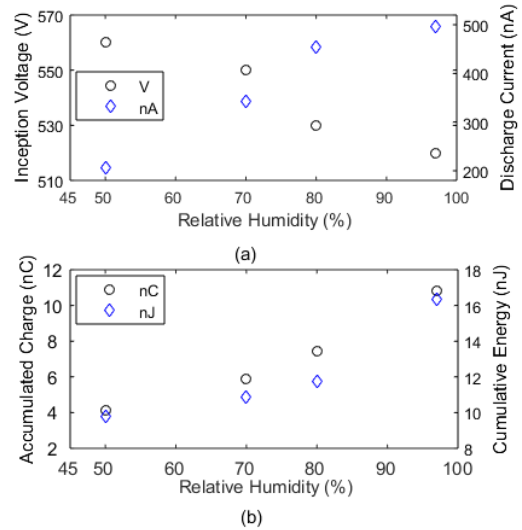 570
550
530
510
Inception Voltage (V)
V
nA
500
400
300
200
Discharge Current (nA)
45 50 60 70 80 90 100
Relative Humidity (%)
(a)
12
10
8
6
4
2
Accumulated Charge (nC)
nC
nJ
18
16
14
12
10
8
Cumulative Energy (nJ)
45 50 60 70 80 90 100
Relative Humidity (%)
(b)